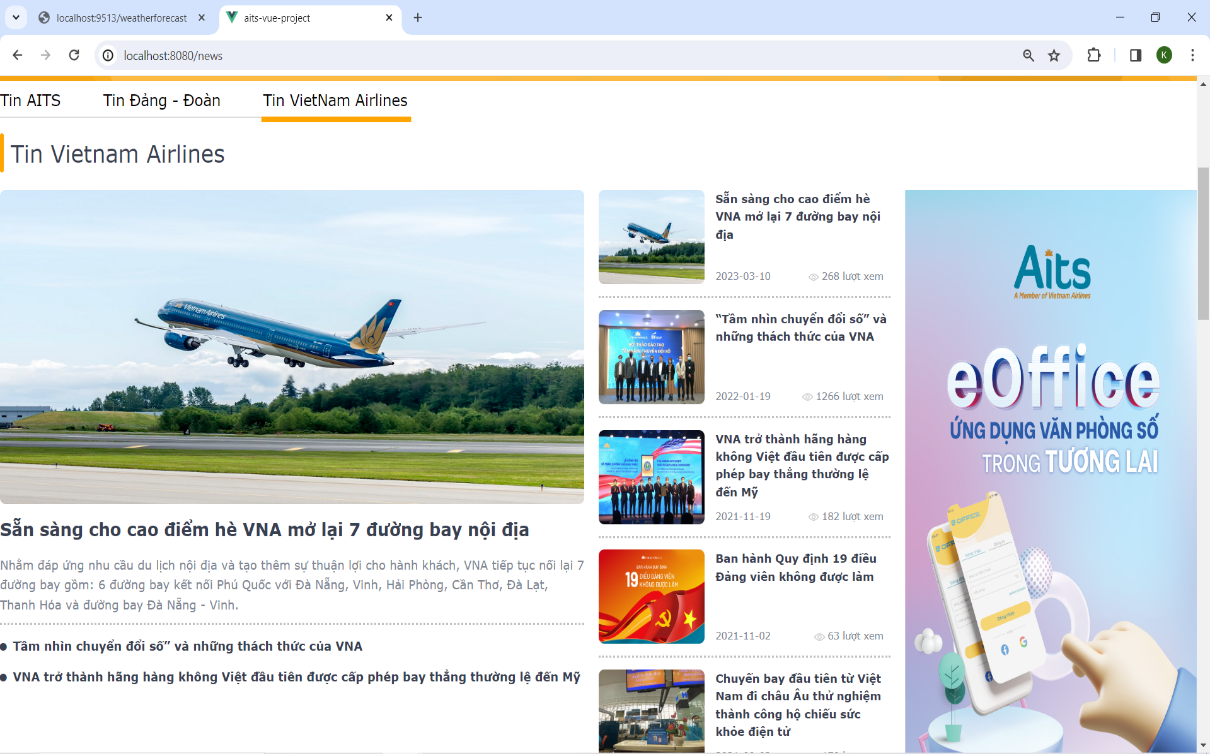 localhost:9513/weatherforecast
aits-vue-project
localhost:8080/news
K
Tin AITS
Tin Đảng - Đoàn
Tin VietNam Airlines
Tin Vietnam Airlines
Vietnam Airlines
Sẵn sàng cho cao điểm hè VNA mở lại 7 đường bay nội địa
Nhằm đáp ứng nhu cầu du lịch nội địa và tạo thêm sự thuận lợi cho hành khách, VNA tiếp tục nối lại 7
đường bay gồm: 6 đường bay kết nối Phú Quốc với Đà Nẵng, Vinh, Hải Phòng, Cần Thơ, Đà Lạt,
Thanh Hóa và đường bay Đà Nẵng - Vinh.
Tầm nhìn chuyển đổi số” và những thách thức của VNA
VNA trở thành hãng hàng không Việt đầu tiên được cấp phép bay thẳng thường lệ đến Mỹ
Sẵn sàng cho cao điểm hè
VNA mở lại 7 đường bay nội
địa
2023-03-10
268 lượt xem
“Tầm nhìn chuyển đổi số” và
những thách thức của VNA
2022-01-19
1266 lượt xem
VNA trở thành hãng hàng
không Việt đầu tiên được cấp
phép bay thẳng thường lệ
đến Mỹ
2021-11-19
182 lượt xem
19 ĐIỀU ĐẢNG VIÊN
KHÔNG ĐƯỢC LÀM
Ban hành Quy định 19 điều
Đảng viên không được làm
2021-11-02
63 lượt xem
Chuyến bay đầu tiên từ Việt
Nam đi châu Âu thử nghiệm
thành công hộ chiếu sức
khỏe điện tử
Aits
A Member of Vietnam Airlines
eOffice
ỨNG DỤNG VĂN PHÒNG SỐ
TRONG TƯƠNG LAI